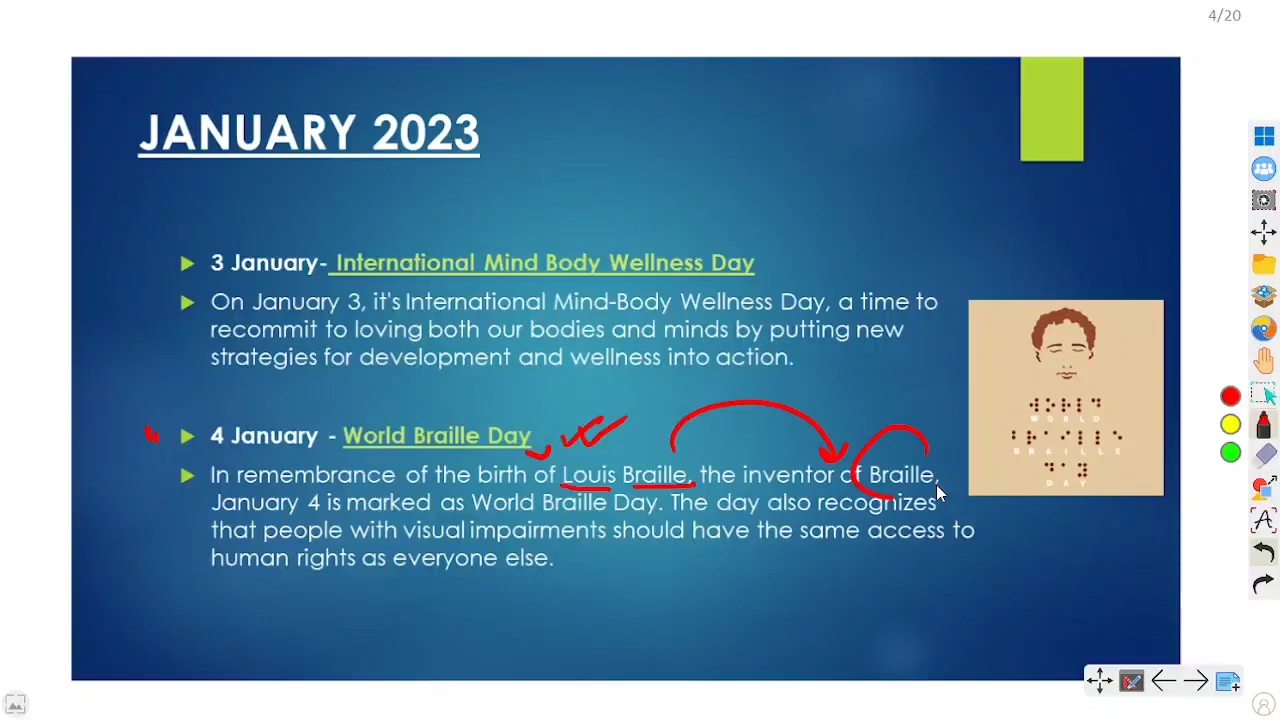 4/20
JANUARY 2023
3 January- International Mind Body Wellness Day
On January 3, it's International Mind-Body Wellness Day, a time to
recommit to loving both our bodies and minds by putting new
strategies for development and wellness into action.
4 January - World Braille Day
In remembrance of the birth of Louis Braille, the inventor of Braille,
January 4 is marked as World Braille Day. The day also recognizes
that people with visual impairments should have the same access to
human rights as everyone else.
WORLD
BRAILLE
DAY